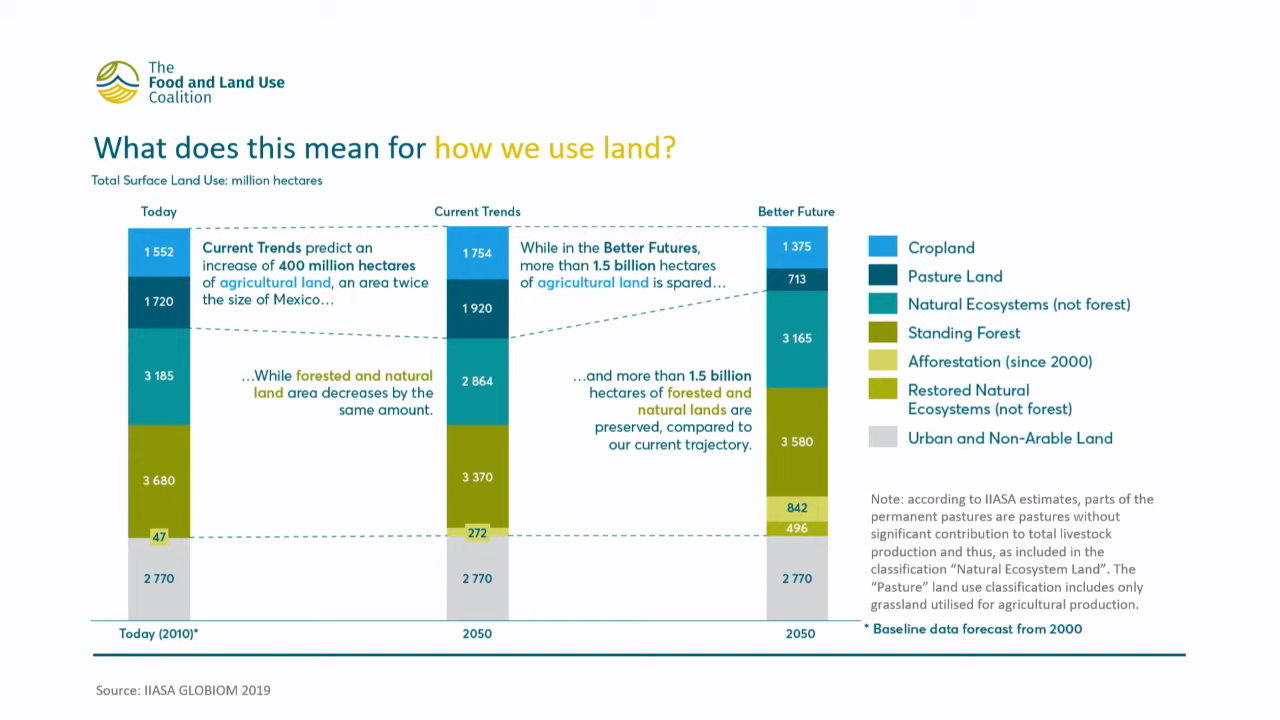 The
Food and Land Use
Coalition
What does this mean for how we use land?
Total Surface Land Use: million hectares
Today
Current Trends
Better Future
1 552
1 720
3 185
3 680
47
2 770
Current Trends predict an
increase of 400 million hectares
of agricultural land, an area twice
the size of Mexico…
…While forested and natural
land area decreases by the
same amount.
1 754
1 920
2 864
3 370
272
2 770
While in the Better Futures,
more than 1.5 billion hectares
of agricultural land is spared…
…and more than 1.5 billion
hectares of forested and
natural lands are
preserved, compared to
our current trajectory.
1 375
713
3 165
3 580
842
496
2 770
Cropland
Pasture Land
Natural Ecosystems (not forest)
Standing Forest
Afforestation (since 2000)
Restored Natural
Ecosystems (not forest)
Urban and Non-Arable Land
Note: according to IIASA estimates, parts of the
permanent pastures are pastures without
significant contribution to total livestock
production and thus, as included in the
classification “Natural Ecosystem Land”. The
“Pasture” land use classification includes only
grassland utilised for agricultural production.
Today (2010)*
2050
2050
* Baseline data forecast from 2000
Source: IIASA GLOBIOM 2019